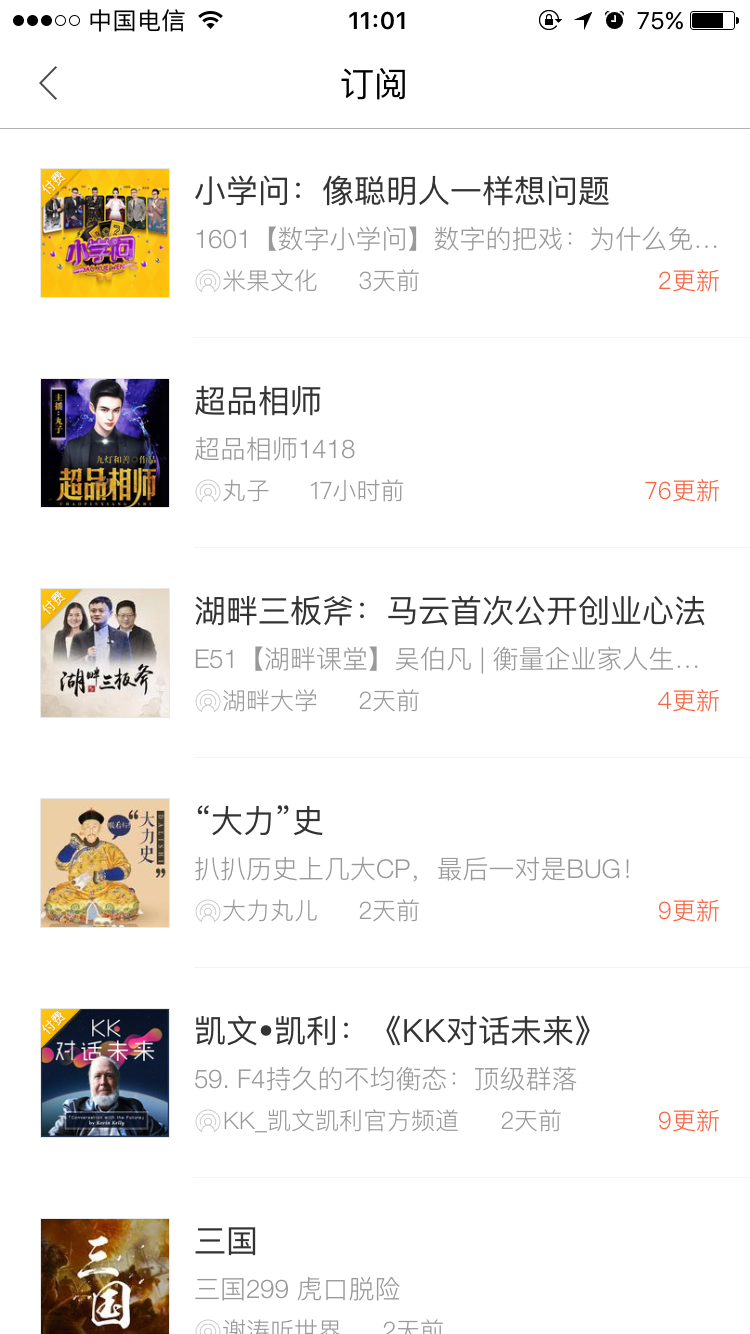 中国电信 11:01 75%
订阅
付费
小学问
小学问：像聪明人一样想问题
1601【数字小学问】数字的把戏：为什么免...
米果文化 3天前 2更新
主播：丸子
九灯和善◎作品
超品相师
超品相师
超品相师1418
丸子 17小时前 76更新
付费
湖畔三板斧
湖畔三板斧：马云首次公开创业心法
E51【湖畔课堂】吴伯凡 | 衡量企业家人生...
湖畔大学 2天前 4更新
“大力史”
DALISHI
“大力”史
扒扒历史上几大CP，最后一对是BUG！
大力丸儿 2天前 9更新
付费
KK
对话未来
"Conversation with the Future"
by Kevin Kelly
凯文•凯利：《KK对话未来》
59. F4持久的不均衡态：顶级群落
KK_凯文凯利官方频道 2天前 9更新
三国
三国
三国299 虎口脱险
谢涛听世界 2天前